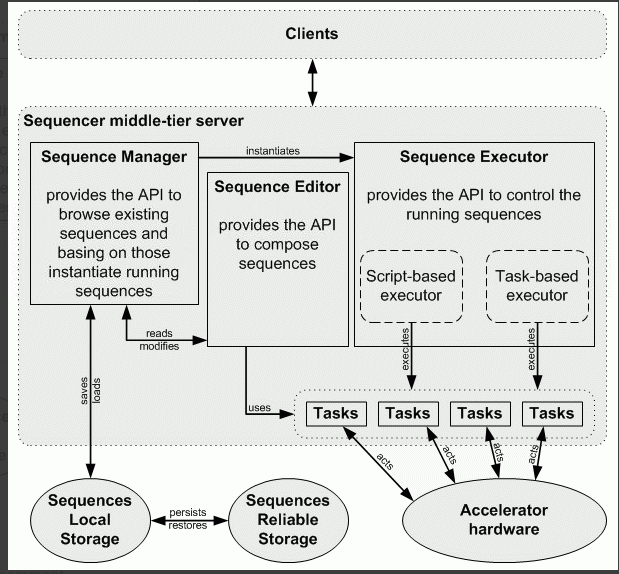 Clients
Sequencer middle-tier server
Sequence Manager
provides the API to
browse existing
sequences and
basing on those
instantiate running
sequences
instantiates
Sequence Editor
provides the API
to compose
sequences
Sequence Executor
provides the API to control the
running sequences
Script-based
executor
Task-based
executor
reads
modifies
executes
executes
saves
loads
uses
Tasks
Tasks
Tasks
Tasks
acts
acts
acts
acts
Sequences
Local
Storage
persists
restores
Sequences
Reliable
Storage
Accelerator
hardware